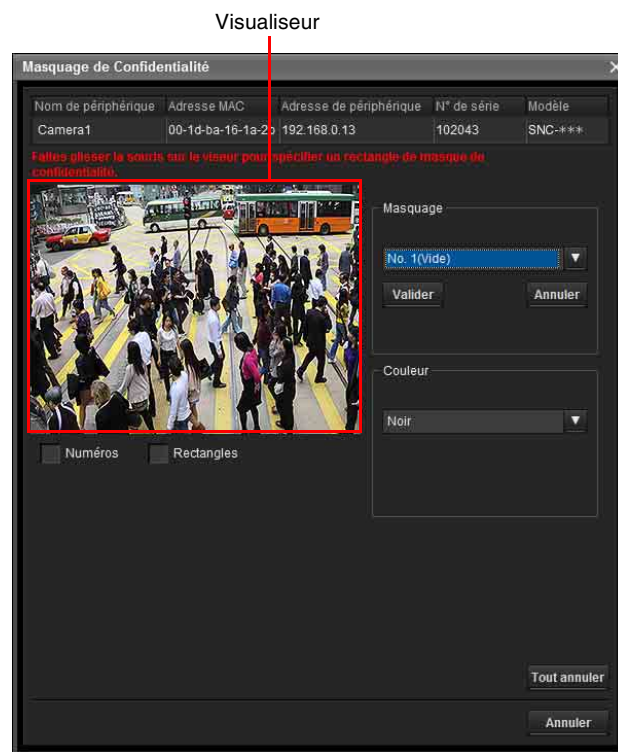 Visualiseur
Masquage de Confidentialité
Nom de périphérique Adresse MAC Adresse de périphérique N° de série Modèle
Camera1 00-1d-ba-16-1a-2b 192.168.0.13 102043 SNC-***
Faites glisser la souris sur le viseur pour spécifier un rectangle de masque de
confidentialité.
Masquage
No. 1(Vide)
Valider Annuler
Couleur
Noir
Numéros Rectangles
Tout annuler
Annuler